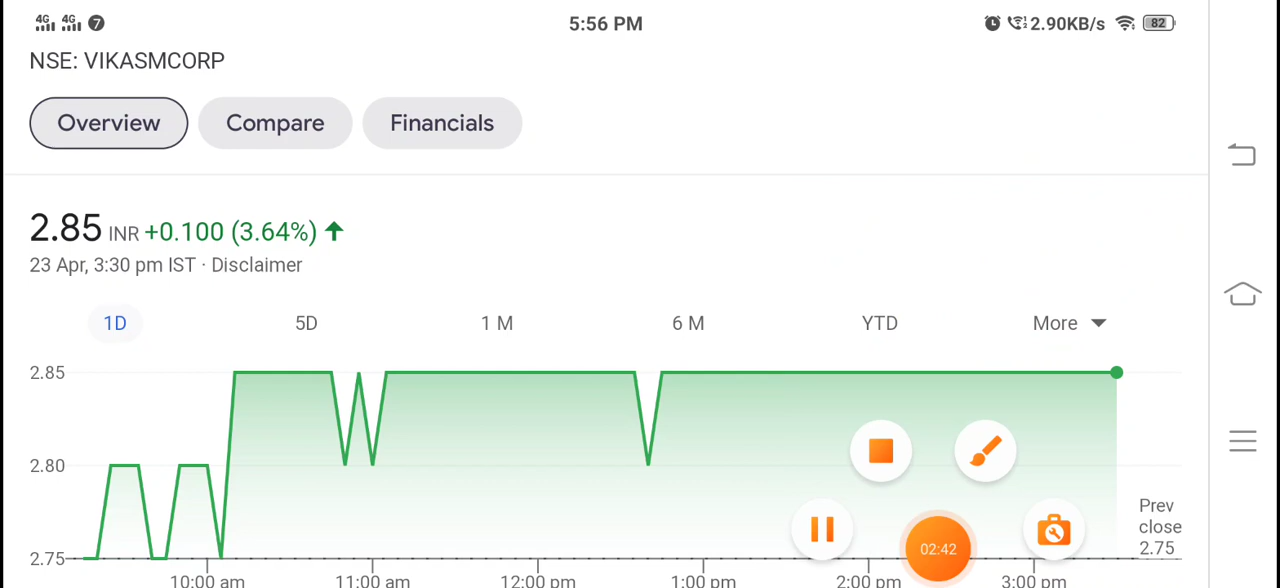 4G 4G 7 5:56 PM 2.90KB/s 82
NSE: VIKASMCORP
Overview Compare Financials
2.85 INR +0.100 (3.64%)
23 Apr, 3:30 pm IST · Disclaimer
1D 5D 1 M 6 M YTD More
2.85
2.80
Prev
close
2.75
2.75
02:42
10:00 am 11:00 am 12:00 pm 1:00 pm 2:00 pm 3:00 pm